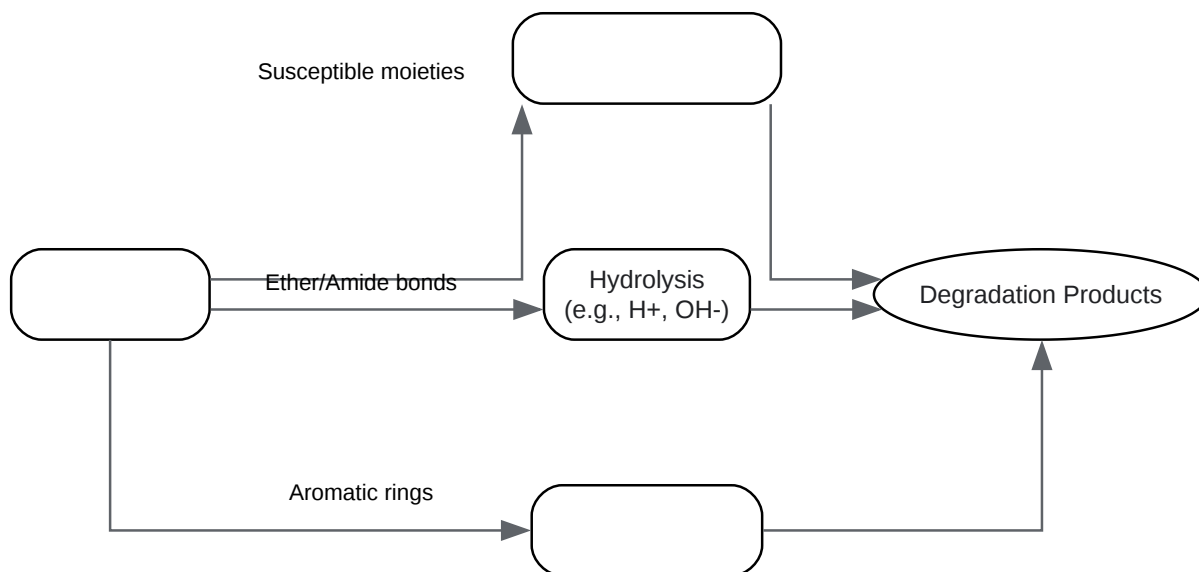 Susceptible moieties
Ether/Amide bonds
Hydrolysis
(e.g., H+, OH-)
Degradation Products
Aromatic rings